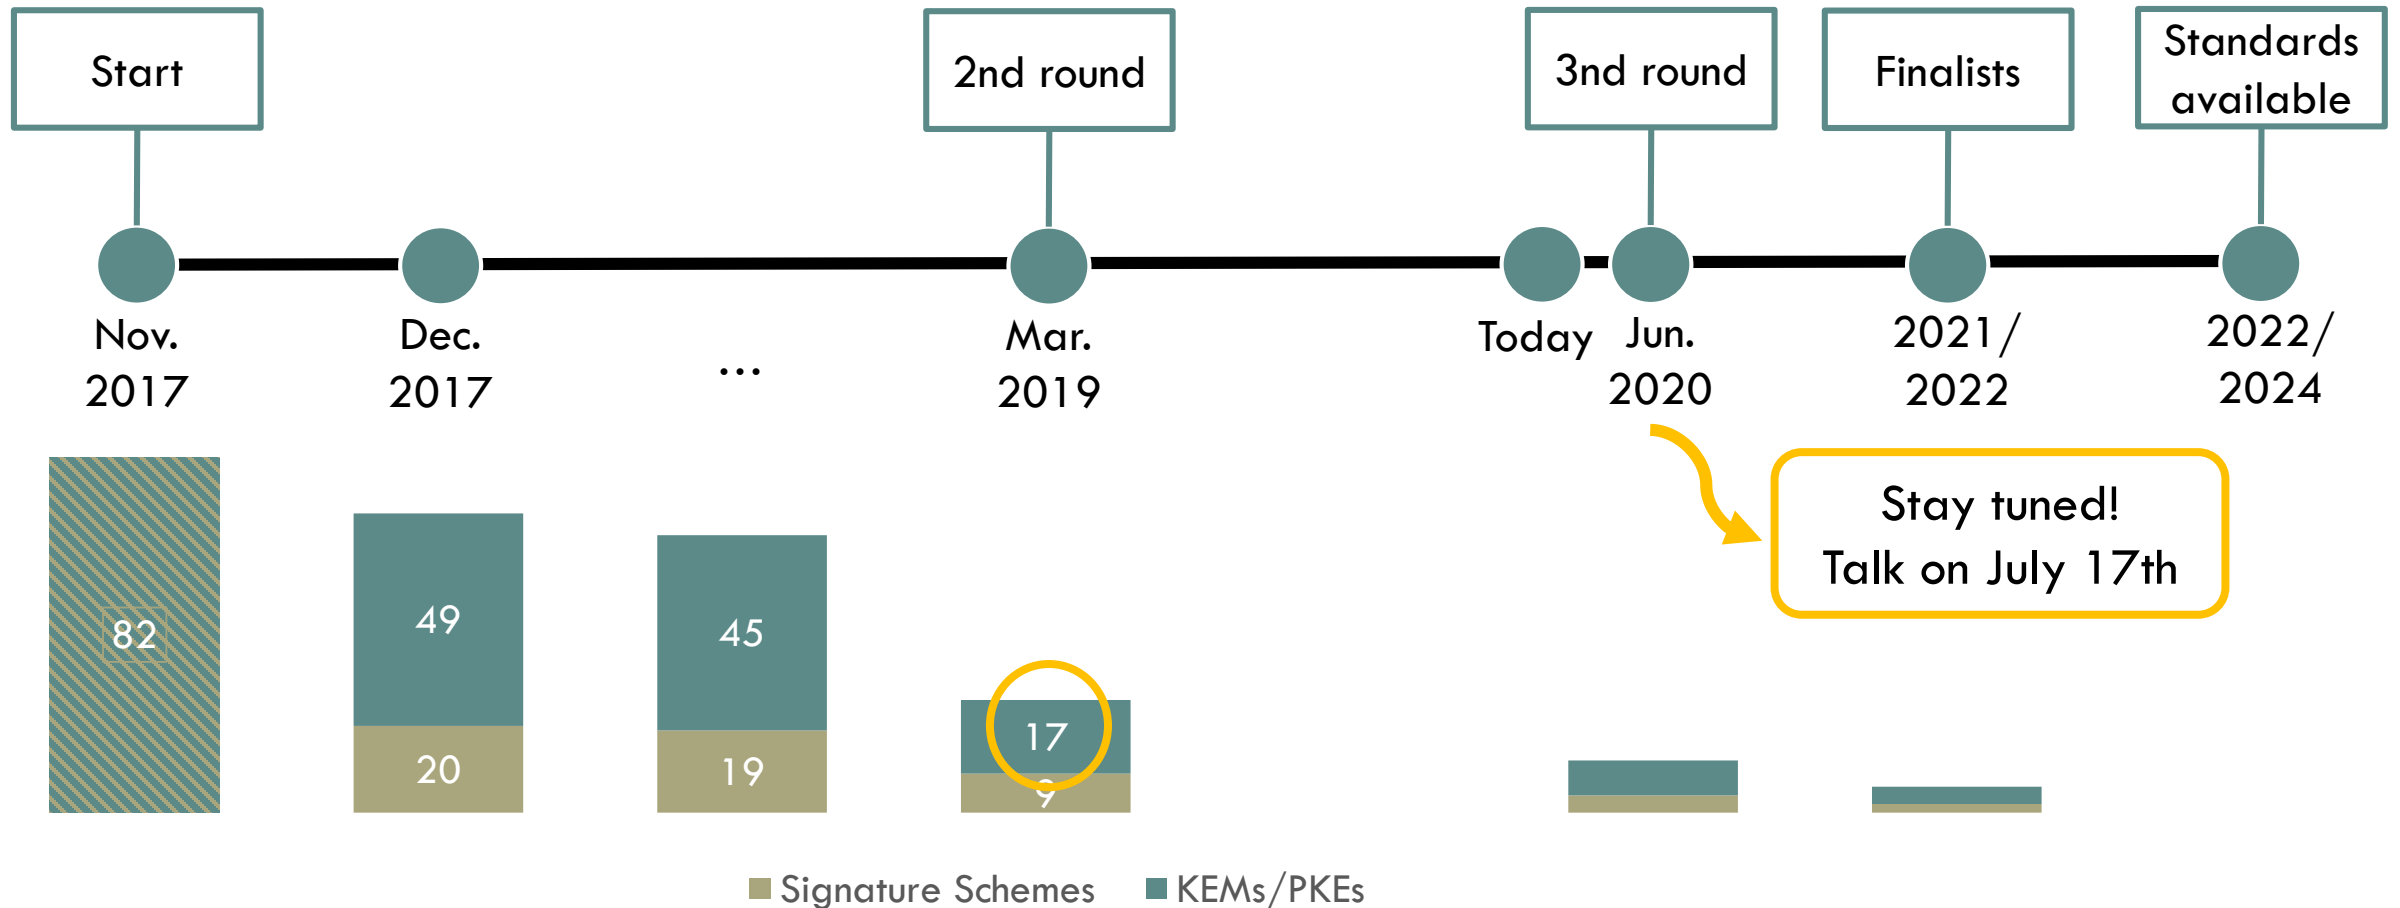 Start
2nd round
3nd round
Finalists
Standards
available
Nov.
2017
Dec.
2017
...
Mar.
2019
Today
Jun.
2020
2021/
2022
2022/
2024
Stay tuned!
Talk on July 17th
82
49
20
45
19
17
9
Signature Schemes
KEMs/PKEs